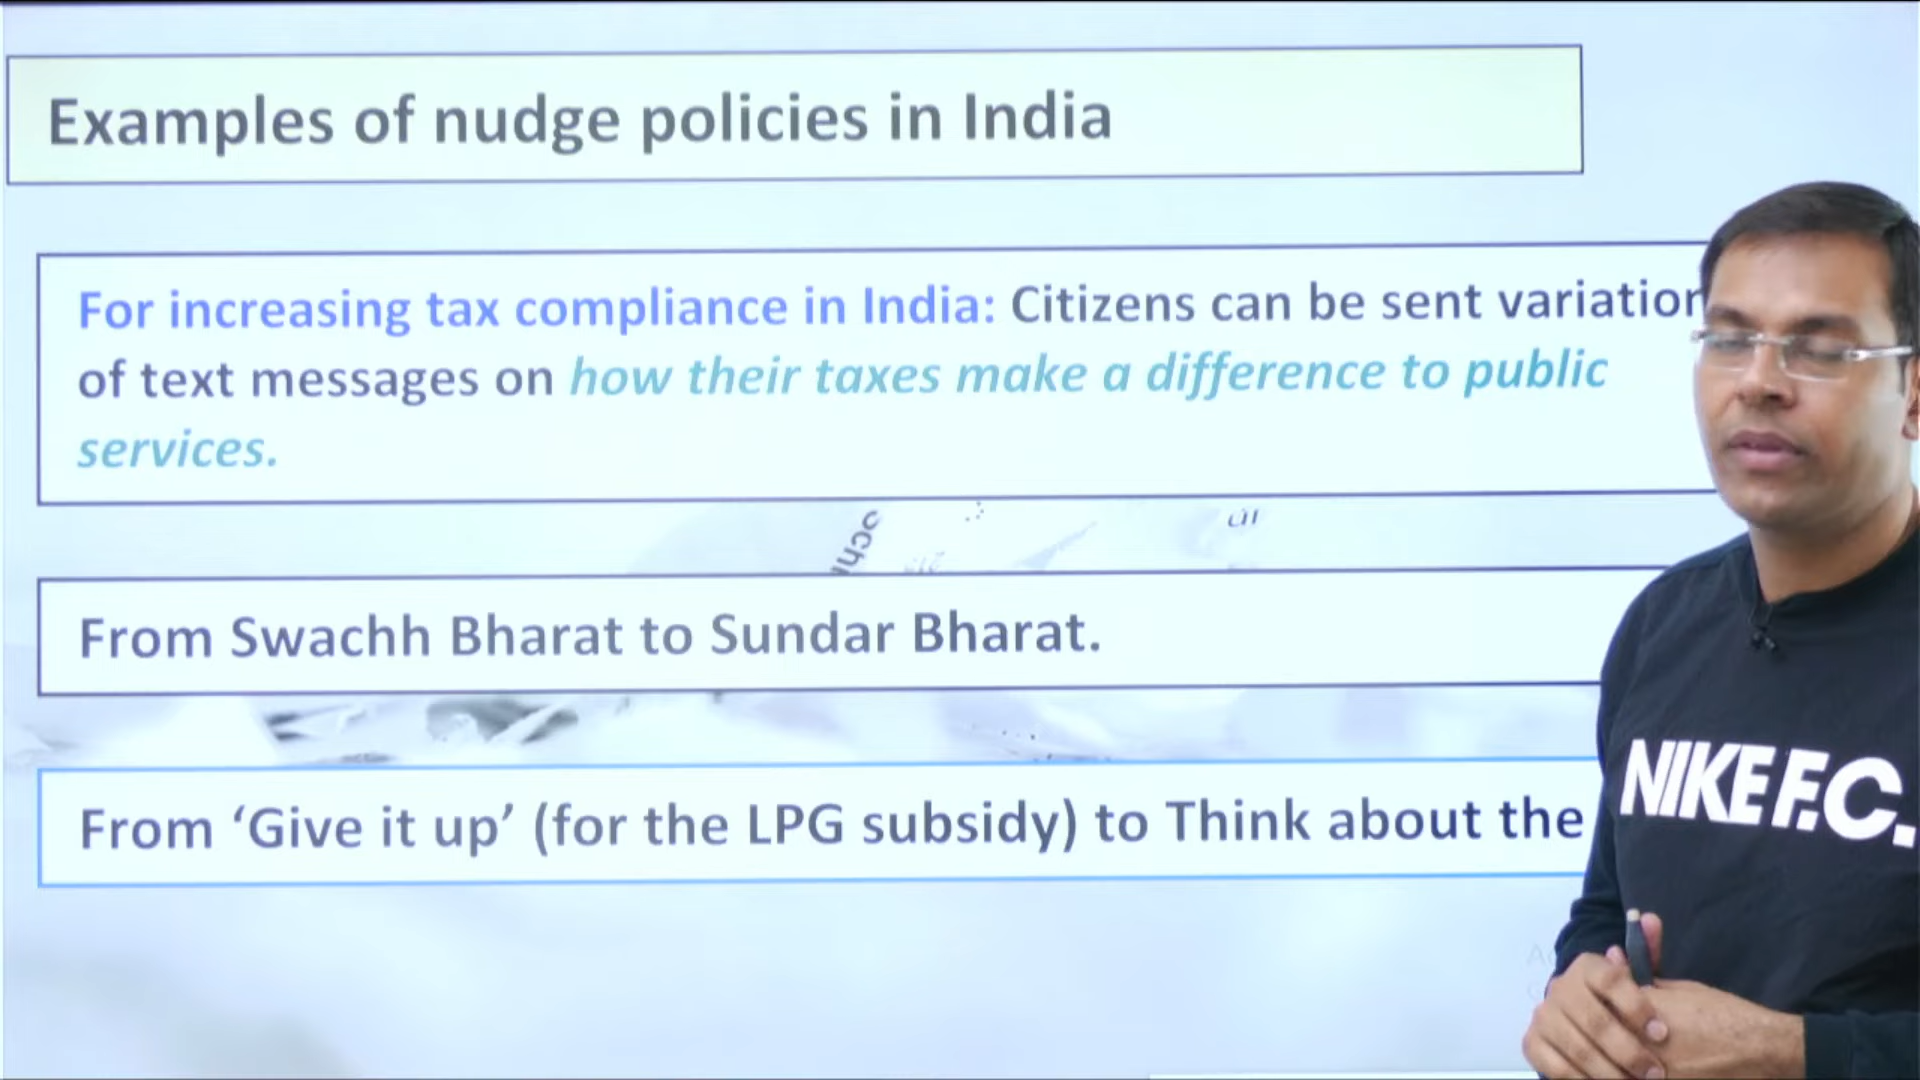 Examples of nudge policies in India
For increasing tax compliance in India: Citizens can be sent variation
of text messages on how their taxes make a difference to public
services.
From Swachh Bharat to Sundar Bharat.
From ‘Give it up’ (for the LPG subsidy) to Think about the
NIKE F.C.